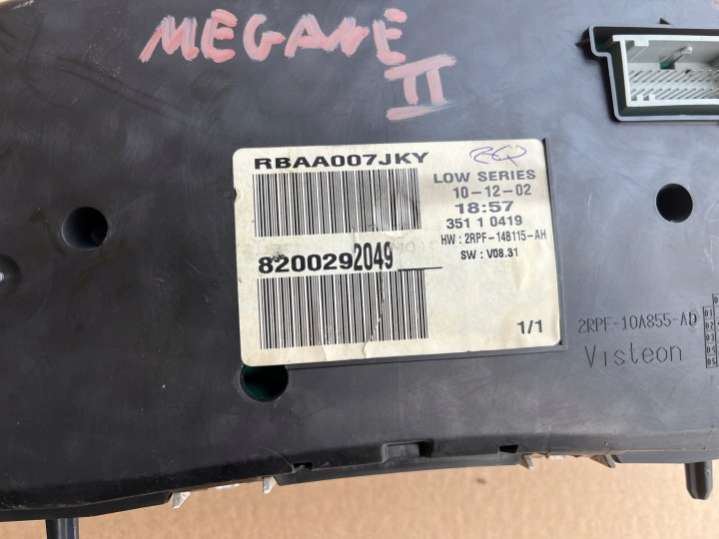 MEGANE
II
RBAA007JKY
LOW SERIES
10-12-02
18:57
351 1 0419
HW : 2RPF-148115-AH
SW : V08.31
8200292049
1/1
2RPF-10A855-AD
Visteon